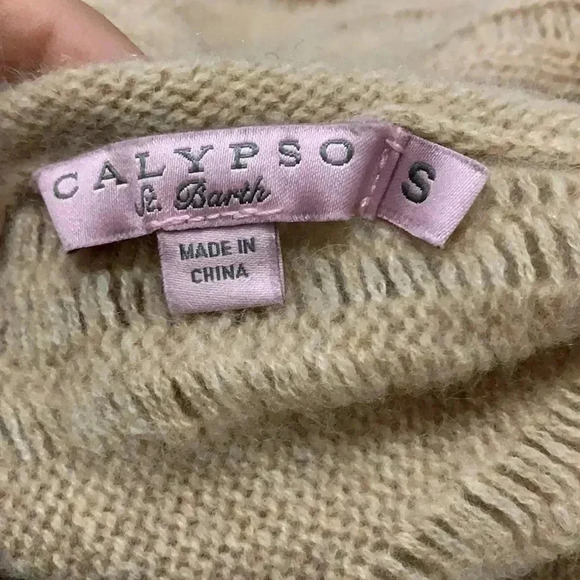 CALYPSO
St. Barth
S
MADE IN
CHINA